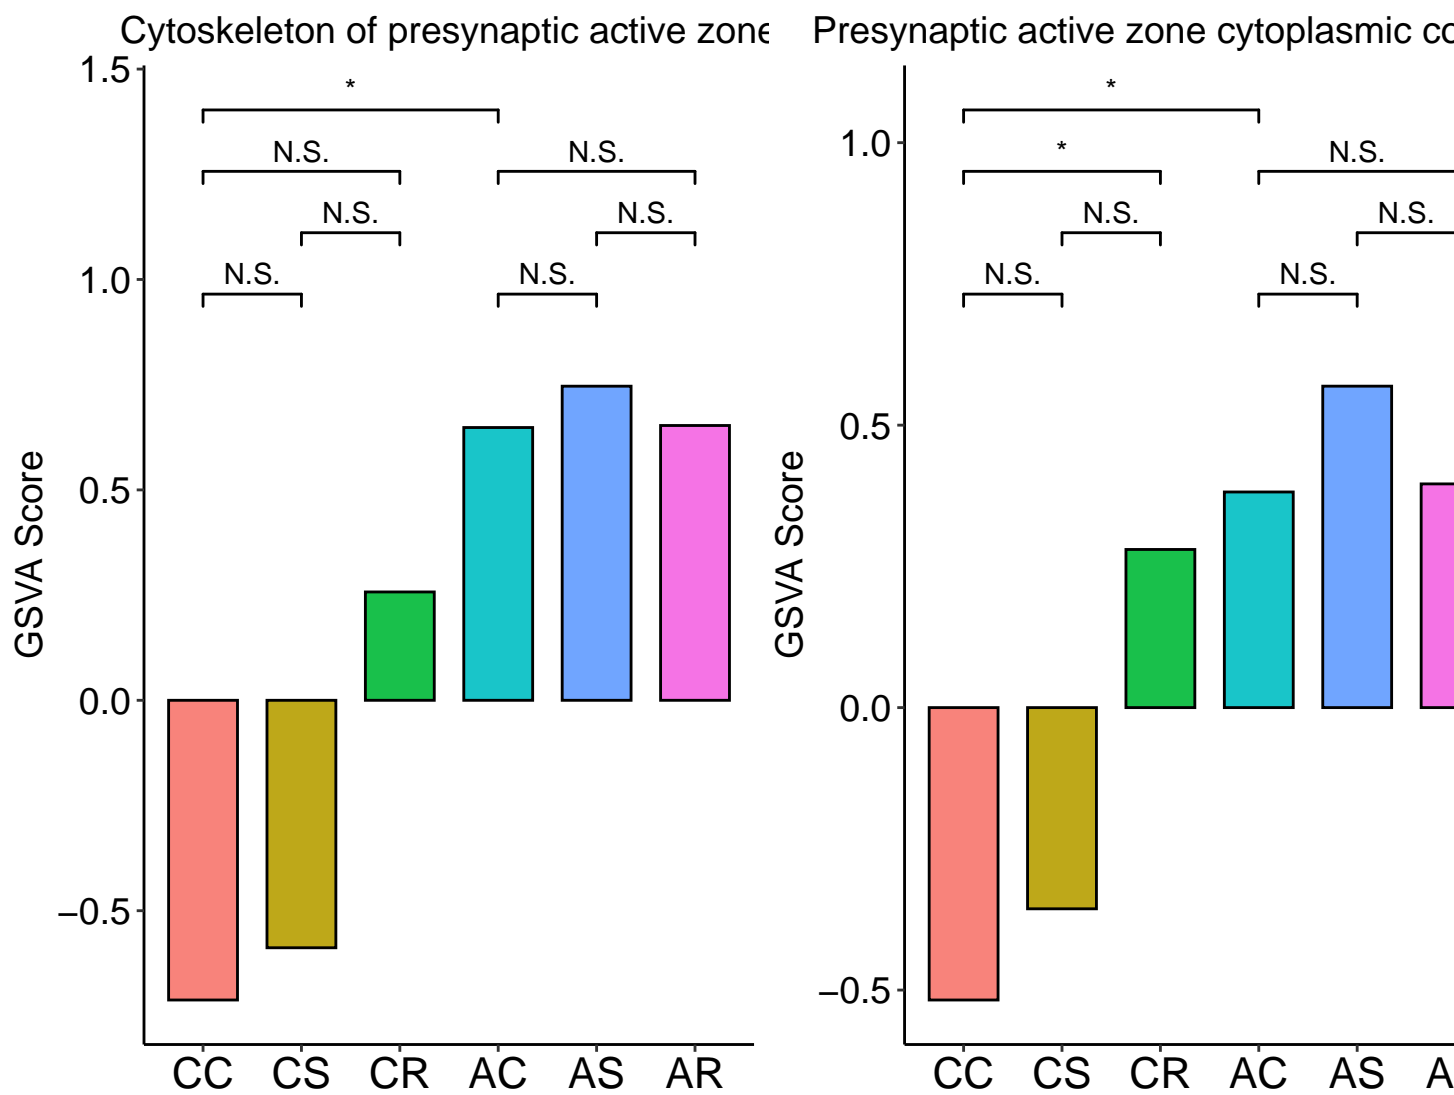 Cytoskeleton of presynaptic active zone
1.5
1.0
0.5
0.0
−0.5
GSVA Score
*
N.S.
N.S.
N.S.
N.S.
N.S.
N.S.
CC CS CR AC AS AR
Presynaptic active zone cytoplasmic
1.0
0.5
0.0
−0.5
GSVA Score
*
*
N.S.
N.S.
N.S.
N.S.
N.S.
CC CS CR AC AS